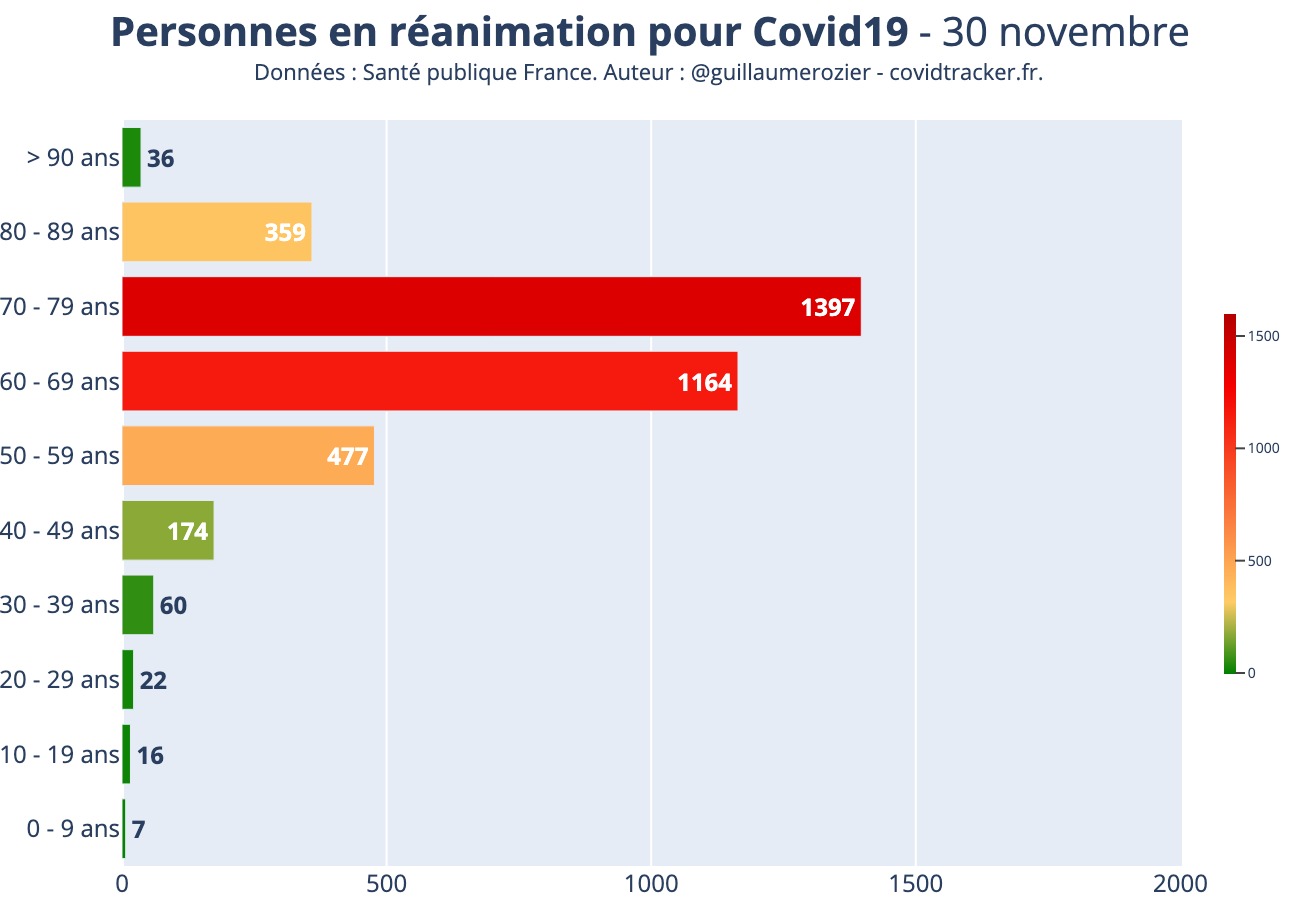 Personnes en réanimation pour Covid19 - 30 novembre
Données : Santé publique France. Auteur : @guillaumerozier - covidtracker.fr.
> 90 ans 36
80 - 89 ans 359
70 - 79 ans 1397
60 - 69 ans 1164
50 - 59 ans 477
40 - 49 ans 174
30 - 39 ans 60
20 - 29 ans 22
10 - 19 ans 16
0 - 9 ans 7
0 500 1000 1500 2000
1500
1000
500
0